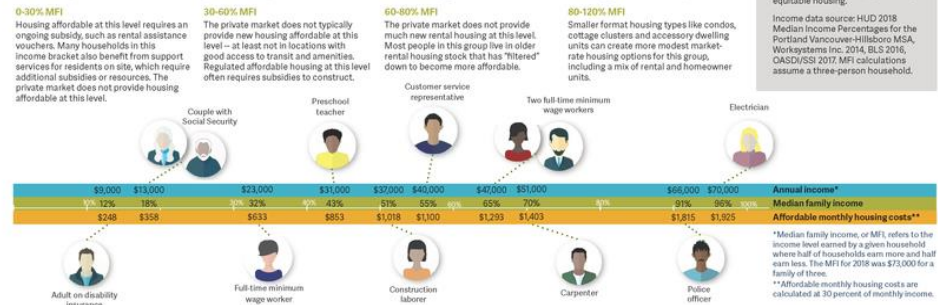 equitable housing.
Income data source: HUD 2018
Median Income Percentages for the
Portland Vancouver-Hillsboro MSA,
Worksystems Inc. 2014, BLS 2016,
OASDI/SSI 2017. MFI calculations
assume a three-person household.
0-30% MFI
Housing affordable at this level requires an
ongoing subsidy, such as rental assistance
vouchers. Many households in this
income bracket also benefit from support
services for residents on site, which require
additional subsidies or resources. The
private market does not provide housing
affordable at this level.
30-60% MFI
The private market does not typically
provide new housing affordable at this
level – at least not in locations with
good access to transit and amenities.
Regulated affordable housing at this level
often requires subsidies to construct.
60-80% MFI
The private market does not provide
much new rental housing at this level.
Most people in this group live in older
rental housing stock that has "filtered"
down to become more affordable.
80-120% MFI
Smaller format housing types like condos,
cottage clusters and accessory dwelling
units can create more modest market-
rate housing options for this group,
including a mix of rental and homeowner
units.
Couple with
Social Security
Preschool
teacher
Customer service
representative
Two full-time minimum
wage workers
Electrician
$9,000 $13,000 $23,000 $31,000 $37,000 $40,000 $47,000 $51,000 $66,000 $70,000 Annual income*
10% 12% 18% 30% 32% 40% 43% 51% 55% 60% 65% 70% 80% 91% 96% 100% Median family income
$248 $358 $633 $853 $1,018 $1,100 $1,293 $1,403 $1,815 $1,925 Affordable monthly housing costs**
Adult on disability
insurance
Full-time minimum
wage worker
Construction
laborer
Carpenter
Police
officer
*Median family income, or MFI, refers to the
income level earned by a given household
where half of households earn more and half
earn less. The MFI for 2018 was $73,000 for a
family of three.
**Affordable monthly housing costs are
calculated at 30 percent of monthly income.